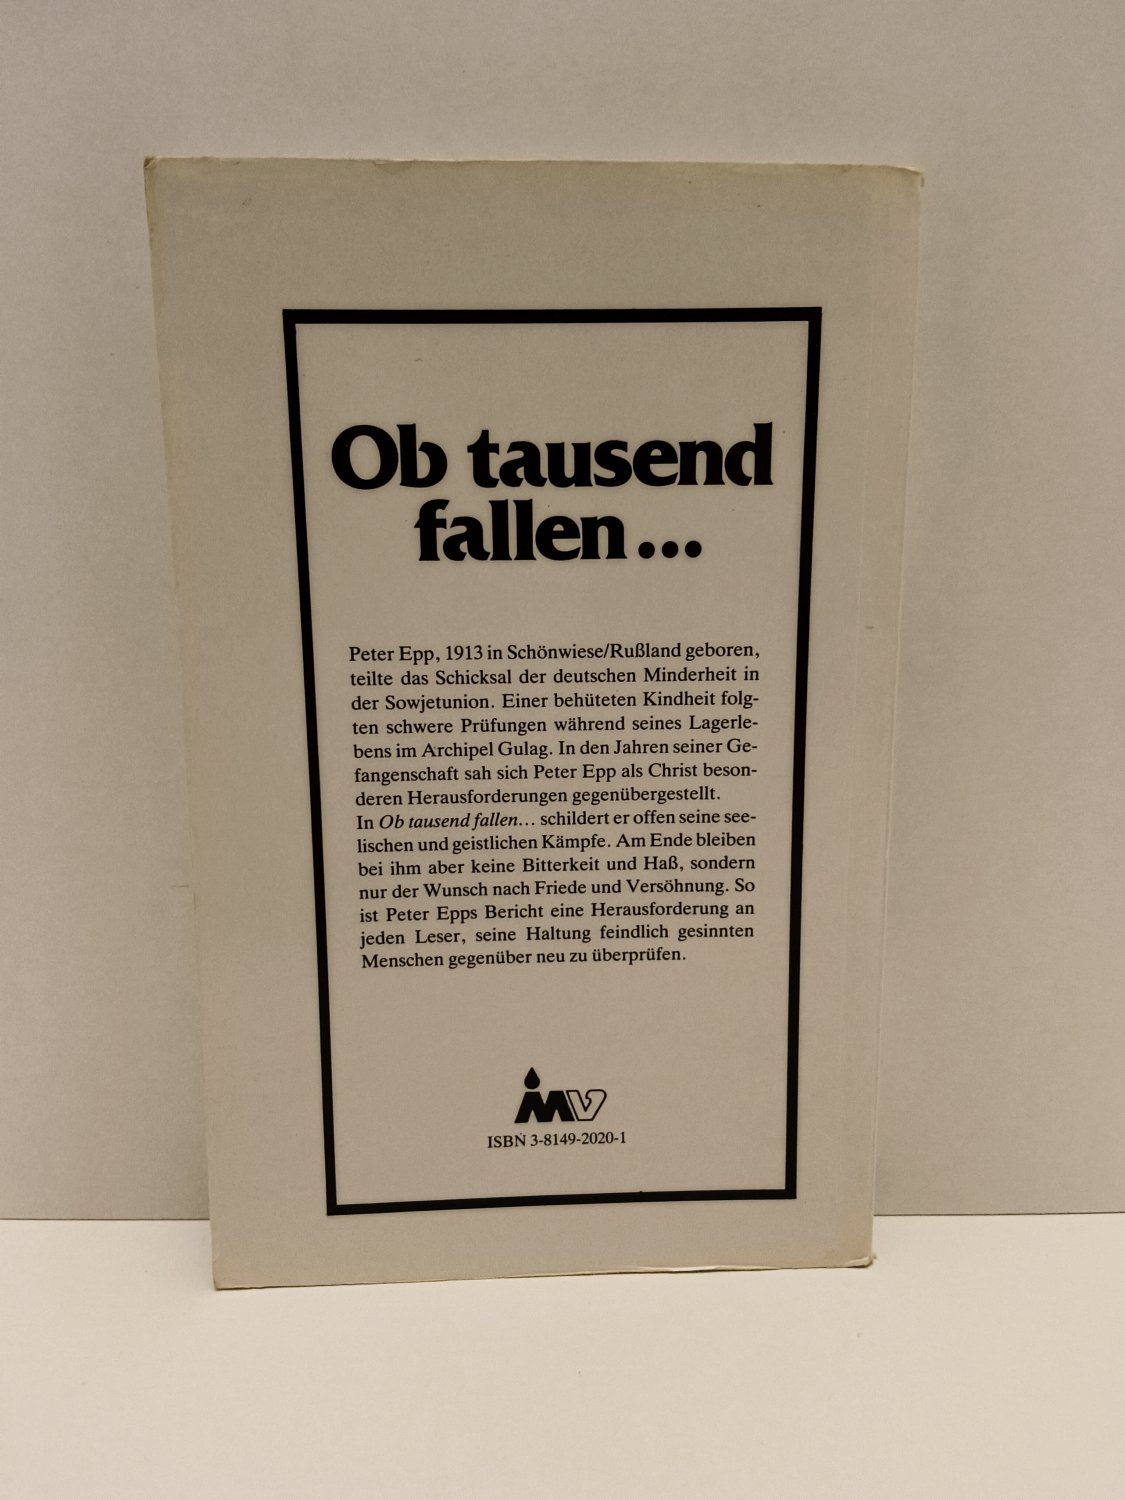 Ob tausend
fallen...
Peter Epp, 1913 in Schönwiese/Rußland geboren,
teilte das Schicksal der deutschen Minderheit in
der Sowjetunion. Einer behüteten Kindheit folg-
ten schwere Prüfungen während seines Lagerle-
bens im Archipel Gulag. In den Jahren seiner Ge-
fangenschaft sah sich Peter Epp als Christ beson-
deren Herausforderungen gegenübergestellt.
In Ob tausend fallen... schildert er offen seine see-
lischen und geistlichen Kämpfe. Am Ende bleiben
bei ihm aber keine Bitterkeit und Haß, sondern
nur der Wunsch nach Friede und Versöhnung. So
ist Peter Epps Bericht eine Herausforderung an
jeden Leser, seine Haltung feindlich gesinnten
Menschen gegenüber neu zu überprüfen.
MV
ISBN 3-8149-2020-1